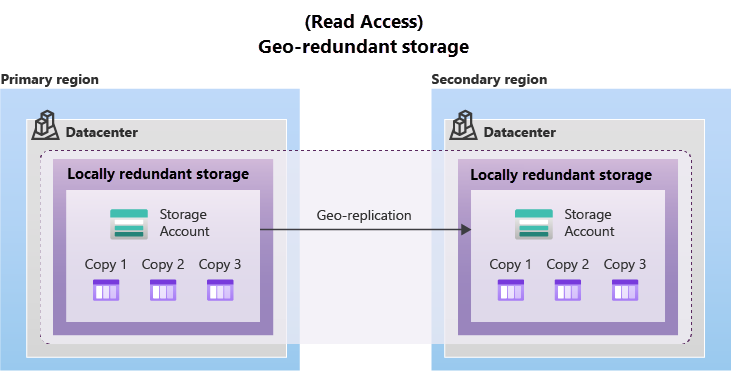 (Read Access)
Geo-redundant storage
Primary region
Secondary region
Datacenter
Datacenter
Locally redundant storage
Locally redundant storage
Storage
Account
Geo-replication
Storage
Account
Copy 1 Copy 2 Copy 3
Copy 1 Copy 2 Copy 3